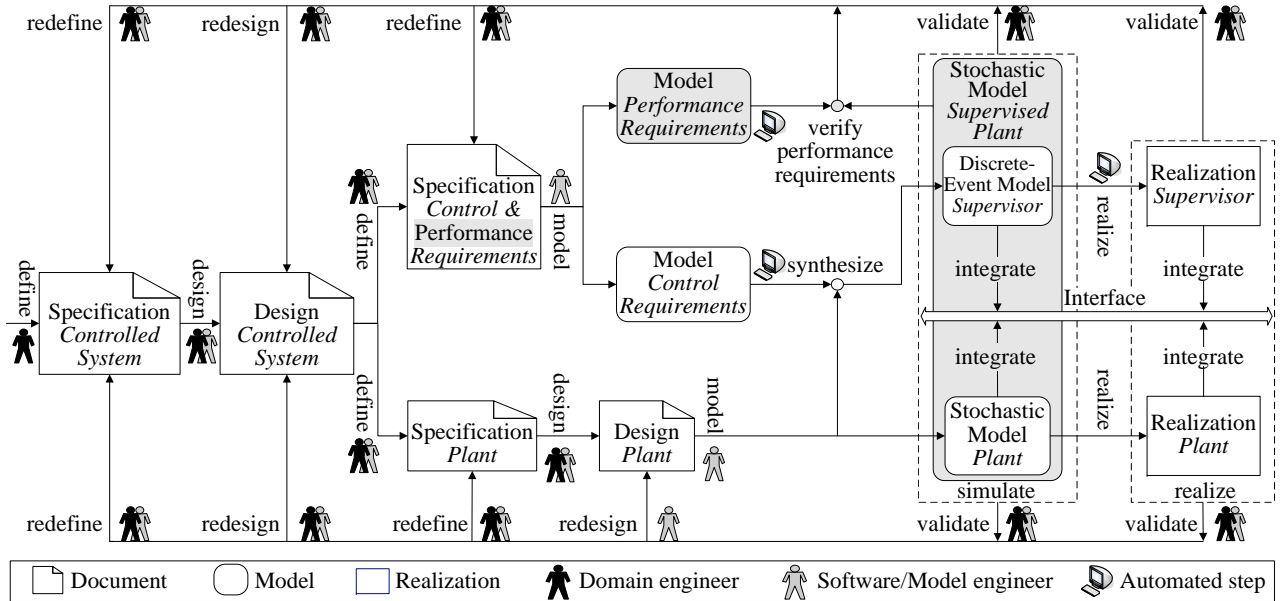 redefine
redesign
redefine
validate
validate
Model
Performance
Requirements
Stochastic
Model
Supervised
Plant
verify
performance
requirements
Specification
Control &
Performance
Requirements
define
model
Discrete-
Event Model
Supervisor
realize
Realization
Supervisor
Model
Control
Requirements
synthesize
integrate
integrate
Interface
define
Specification
Controlled
System
design
Design
Controlled
System
define
Specification
Plant
design
Design
Plant
model
integrate
integrate
Stochastic
Model
Plant
realize
Realization
Plant
simulate
realize
redefine
redesign
redefine
redesign
validate
validate
Document
Model
Realization
Domain engineer
Software/Model engineer
Automated step